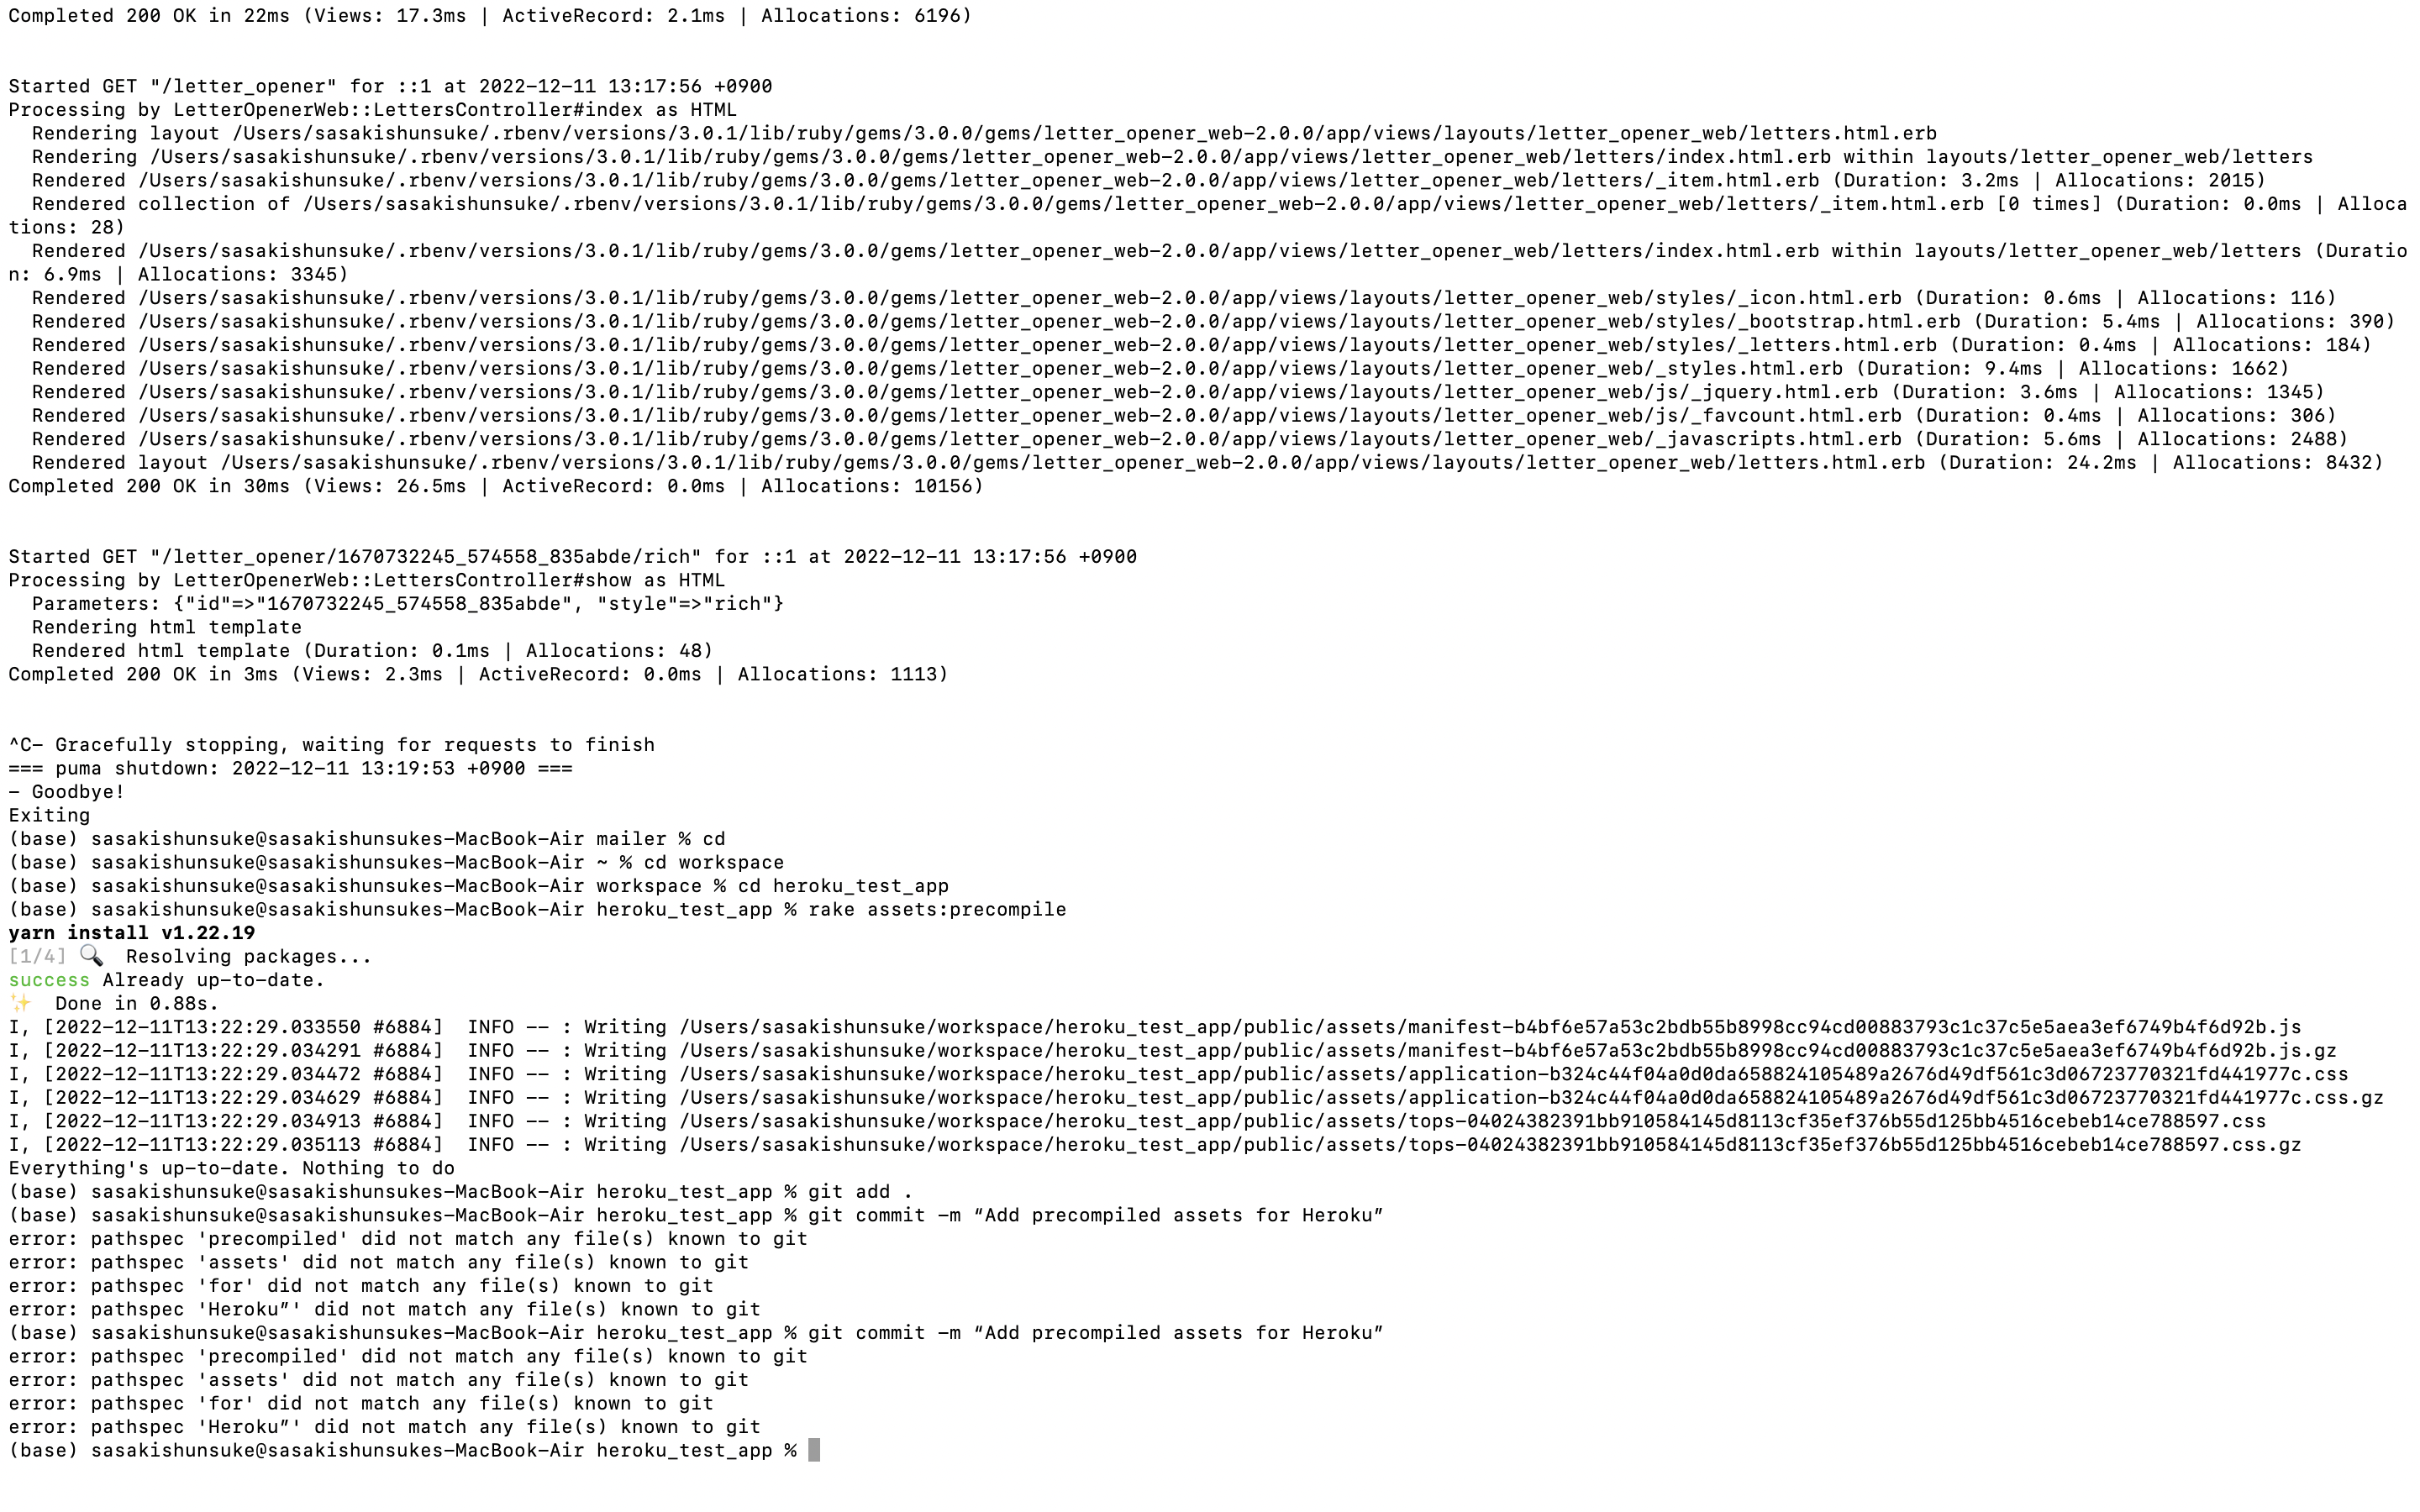 Completed 200 OK in 22ms (Views: 17.3ms | ActiveRecord: 2.1ms | Allocations: 6196)
Started GET "/letter_opener" for ::1 at 2022-12-11 13:17:56 +0900
Processing by LetterOpenerWeb::LettersController#index as HTML
  Rendering layout /Users/sasakishunsuke/.rbenv/versions/3.0.1/lib/ruby/gems/3.0.0/gems/letter_opener_web-2.0.0/app/views/layouts/letter_opener_web/letters.html.erb
  Rendering /Users/sasakishunsuke/.rbenv/versions/3.0.1/lib/ruby/gems/3.0.0/gems/letter_opener_web-2.0.0/app/views/letter_opener_web/letters/index.html.erb within layouts/letter_opener_web/letters
  Rendered /Users/sasakishunsuke/.rbenv/versions/3.0.1/lib/ruby/gems/3.0.0/gems/letter_opener_web-2.0.0/app/views/letter_opener_web/letters/_item.html.erb (Duration: 3.2ms | Allocations: 2015)
  Rendered collection of /Users/sasakishunsuke/.rbenv/versions/3.0.1/lib/ruby/gems/3.0.0/gems/letter_opener_web-2.0.0/app/views/letter_opener_web/letters/_item.html.erb [0 times] (Duration: 0.0ms | Alloca
tions: 28)
  Rendered /Users/sasakishunsuke/.rbenv/versions/3.0.1/lib/ruby/gems/3.0.0/gems/letter_opener_web-2.0.0/app/views/letter_opener_web/letters/index.html.erb within layouts/letter_opener_web/letters (Duratio
n: 6.9ms | Allocations: 3345)
  Rendered /Users/sasakishunsuke/.rbenv/versions/3.0.1/lib/ruby/gems/3.0.0/gems/letter_opener_web-2.0.0/app/views/layouts/letter_opener_web/styles/_icon.html.erb (Duration: 0.6ms | Allocations: 116)
  Rendered /Users/sasakishunsuke/.rbenv/versions/3.0.1/lib/ruby/gems/3.0.0/gems/letter_opener_web-2.0.0/app/views/layouts/letter_opener_web/styles/_bootstrap.html.erb (Duration: 5.4ms | Allocations: 390)
  Rendered /Users/sasakishunsuke/.rbenv/versions/3.0.1/lib/ruby/gems/3.0.0/gems/letter_opener_web-2.0.0/app/views/layouts/letter_opener_web/styles/_letters.html.erb (Duration: 0.4ms | Allocations: 184)
  Rendered /Users/sasakishunsuke/.rbenv/versions/3.0.1/lib/ruby/gems/3.0.0/gems/letter_opener_web-2.0.0/app/views/layouts/letter_opener_web/_styles.html.erb (Duration: 9.4ms | Allocations: 1662)
  Rendered /Users/sasakishunsuke/.rbenv/versions/3.0.1/lib/ruby/gems/3.0.0/gems/letter_opener_web-2.0.0/app/views/layouts/letter_opener_web/js/_jquery.html.erb (Duration: 3.6ms | Allocations: 1345)
  Rendered /Users/sasakishunsuke/.rbenv/versions/3.0.1/lib/ruby/gems/3.0.0/gems/letter_opener_web-2.0.0/app/views/layouts/letter_opener_web/js/_favcount.html.erb (Duration: 0.4ms | Allocations: 306)
  Rendered /Users/sasakishunsuke/.rbenv/versions/3.0.1/lib/ruby/gems/3.0.0/gems/letter_opener_web-2.0.0/app/views/layouts/letter_opener_web/_javascripts.html.erb (Duration: 5.6ms | Allocations: 2488)
  Rendered layout /Users/sasakishunsuke/.rbenv/versions/3.0.1/lib/ruby/gems/3.0.0/gems/letter_opener_web-2.0.0/app/views/layouts/letter_opener_web/letters.html.erb (Duration: 24.2ms | Allocations: 8432)
Completed 200 OK in 30ms (Views: 26.5ms | ActiveRecord: 0.0ms | Allocations: 10156)
Started GET "/letter_opener/1670732245_574558_835abde/rich" for ::1 at 2022-12-11 13:17:56 +0900
Processing by LetterOpenerWeb::LettersController#show as HTML
  Parameters: {"id"=>"1670732245_574558_835abde", "style"=>"rich"}
  Rendering html template
  Rendered html template (Duration: 0.1ms | Allocations: 48)
Completed 200 OK in 3ms (Views: 2.3ms | ActiveRecord: 0.0ms | Allocations: 1113)
^C- Gracefully stopping, waiting for requests to finish
=== puma shutdown: 2022-12-11 13:19:53 +0900 ===
- Goodbye!
Exiting
(base) sasakishunsuke@sasakishunsukes-MacBook-Air mailer % cd
(base) sasakishunsuke@sasakishunsukes-MacBook-Air ~ % cd workspace
(base) sasakishunsuke@sasakishunsukes-MacBook-Air workspace % cd heroku_test_app
(base) sasakishunsuke@sasakishunsukes-MacBook-Air heroku_test_app % rake assets:precompile
yarn install v1.22.19
[1/4] 🔍  Resolving packages...
success Already up-to-date.
✨  Done in 0.88s.
I, [2022-12-11T13:22:29.033550 #6884]  INFO -- : Writing /Users/sasakishunsuke/workspace/heroku_test_app/public/assets/manifest-b4bf6e57a53c2bdb55b8998cc94cd00883793c1c37c5e5aea3ef6749b4f6d92b.js
I, [2022-12-11T13:22:29.034291 #6884]  INFO -- : Writing /Users/sasakishunsuke/workspace/heroku_test_app/public/assets/manifest-b4bf6e57a53c2bdb55b8998cc94cd00883793c1c37c5e5aea3ef6749b4f6d92b.js.gz
I, [2022-12-11T13:22:29.034472 #6884]  INFO -- : Writing /Users/sasakishunsuke/workspace/heroku_test_app/public/assets/application-b324c44f04a0d0da658824105489a2676d49df561c3d06723770321fd441977c.css
I, [2022-12-11T13:22:29.034629 #6884]  INFO -- : Writing /Users/sasakishunsuke/workspace/heroku_test_app/public/assets/application-b324c44f04a0d0da658824105489a2676d49df561c3d06723770321fd441977c.css.gz
I, [2022-12-11T13:22:29.034913 #6884]  INFO -- : Writing /Users/sasakishunsuke/workspace/heroku_test_app/public/assets/tops-04024382391bb910584145d8113cf35ef376b55d125bb4516cebeb14ce788597.css
I, [2022-12-11T13:22:29.035113 #6884]  INFO -- : Writing /Users/sasakishunsuke/workspace/heroku_test_app/public/assets/tops-04024382391bb910584145d8113cf35ef376b55d125bb4516cebeb14ce788597.css.gz
Everything's up-to-date. Nothing to do
(base) sasakishunsuke@sasakishunsukes-MacBook-Air heroku_test_app % git add .
(base) sasakishunsuke@sasakishunsukes-MacBook-Air heroku_test_app % git commit -m “Add precompiled assets for Heroku”
error: pathspec 'precompiled' did not match any file(s) known to git
error: pathspec 'assets' did not match any file(s) known to git
error: pathspec 'for' did not match any file(s) known to git
error: pathspec 'Heroku”' did not match any file(s) known to git
(base) sasakishunsuke@sasakishunsukes-MacBook-Air heroku_test_app % git commit -m “Add precompiled assets for Heroku”
error: pathspec 'precompiled' did not match any file(s) known to git
error: pathspec 'assets' did not match any file(s) known to git
error: pathspec 'for' did not match any file(s) known to git
error: pathspec 'Heroku”' did not match any file(s) known to git
(base) sasakishunsuke@sasakishunsukes-MacBook-Air heroku_test_app %